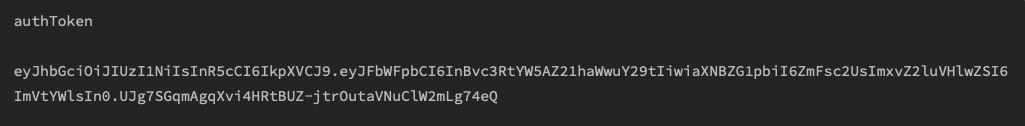 authToken
eyJhbGciOiJIUzI1NiIsInR5cCI6IkpXVCJ9.eyJFbWFpbCI6InBvc3RtYW5AZ21haWwuY29tIiwiaXNBZG1pbiI6ZmFsc2UsImxvZ2luVHlwZSI6
ImVtYWlsIn0.UJg7SGqmAgqXvi4HRtBUZ-jtrOutaVNuClW2mLg74eQ